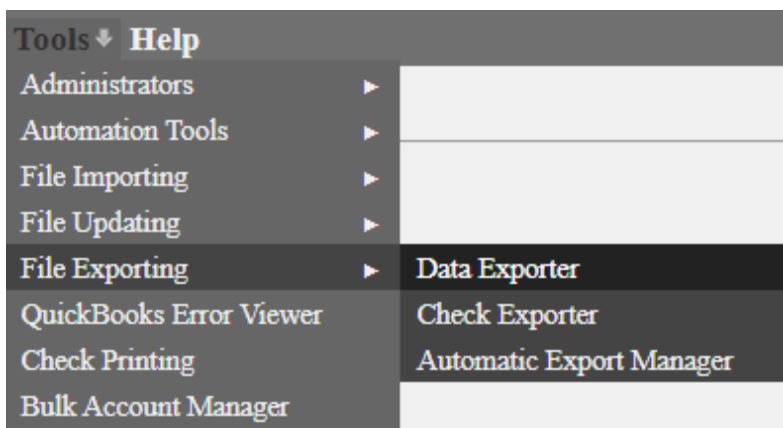 Tools Help
Administrators
Automation Tools
File Importing
File Updating
File Exporting
Data Exporter
QuickBooks Error Viewer
Check Exporter
Check Printing
Automatic Export Manager
Bulk Account Manager